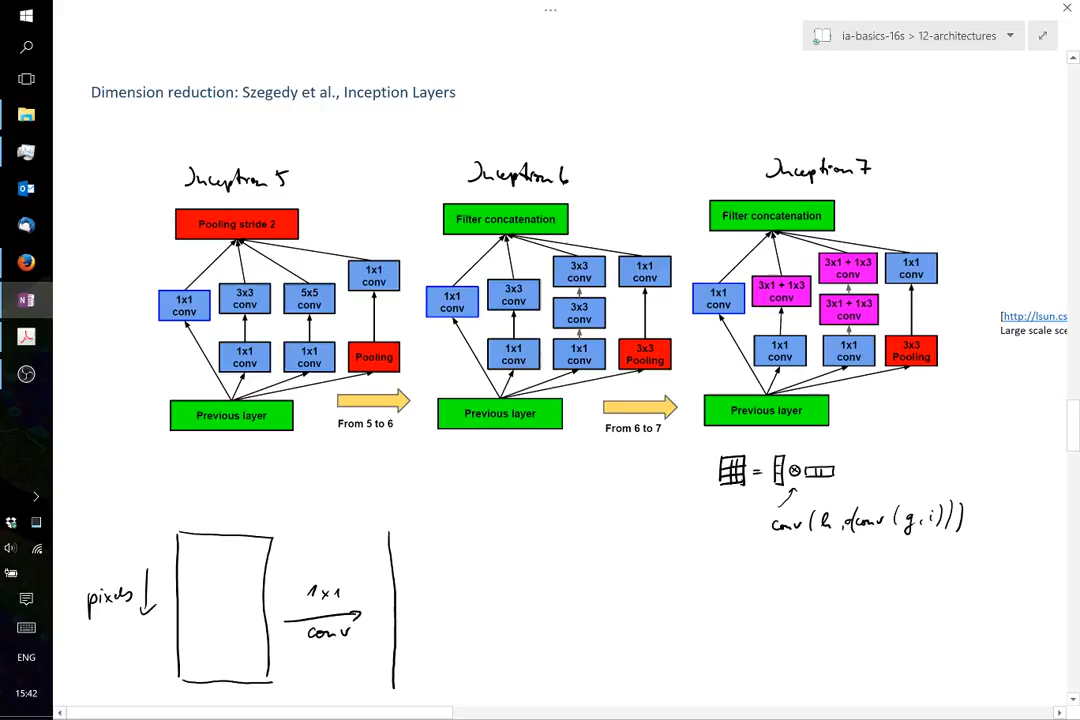 ia-basics-16s > 12-architectures
Dimension reduction: Szegedy et al., Inception Layers
Inception 5
Pooling stride 2
1x1 conv
3x3 conv
5x5 conv
1x1 conv
1x1 conv
1x1 conv
Pooling
Previous layer
From 5 to 6
Inception 6
Filter concatenation
1x1 conv
3x3 conv
3x3 conv
3x3 conv
1x1 conv
1x1 conv
1x1 conv
3x3 Pooling
Previous layer
From 6 to 7
Inception 7
Filter concatenation
1x1 conv
3x1 + 1x3 conv
3x1 + 1x3 conv
3x1 + 1x3 conv
1x1 conv
1x1 conv
1x1 conv
3x3 Pooling
Previous layer
[http://lsun.cs
Large scale sce
=
conv(h, conv(g, i)))
pixels
1x1
conv
ENG
15:42